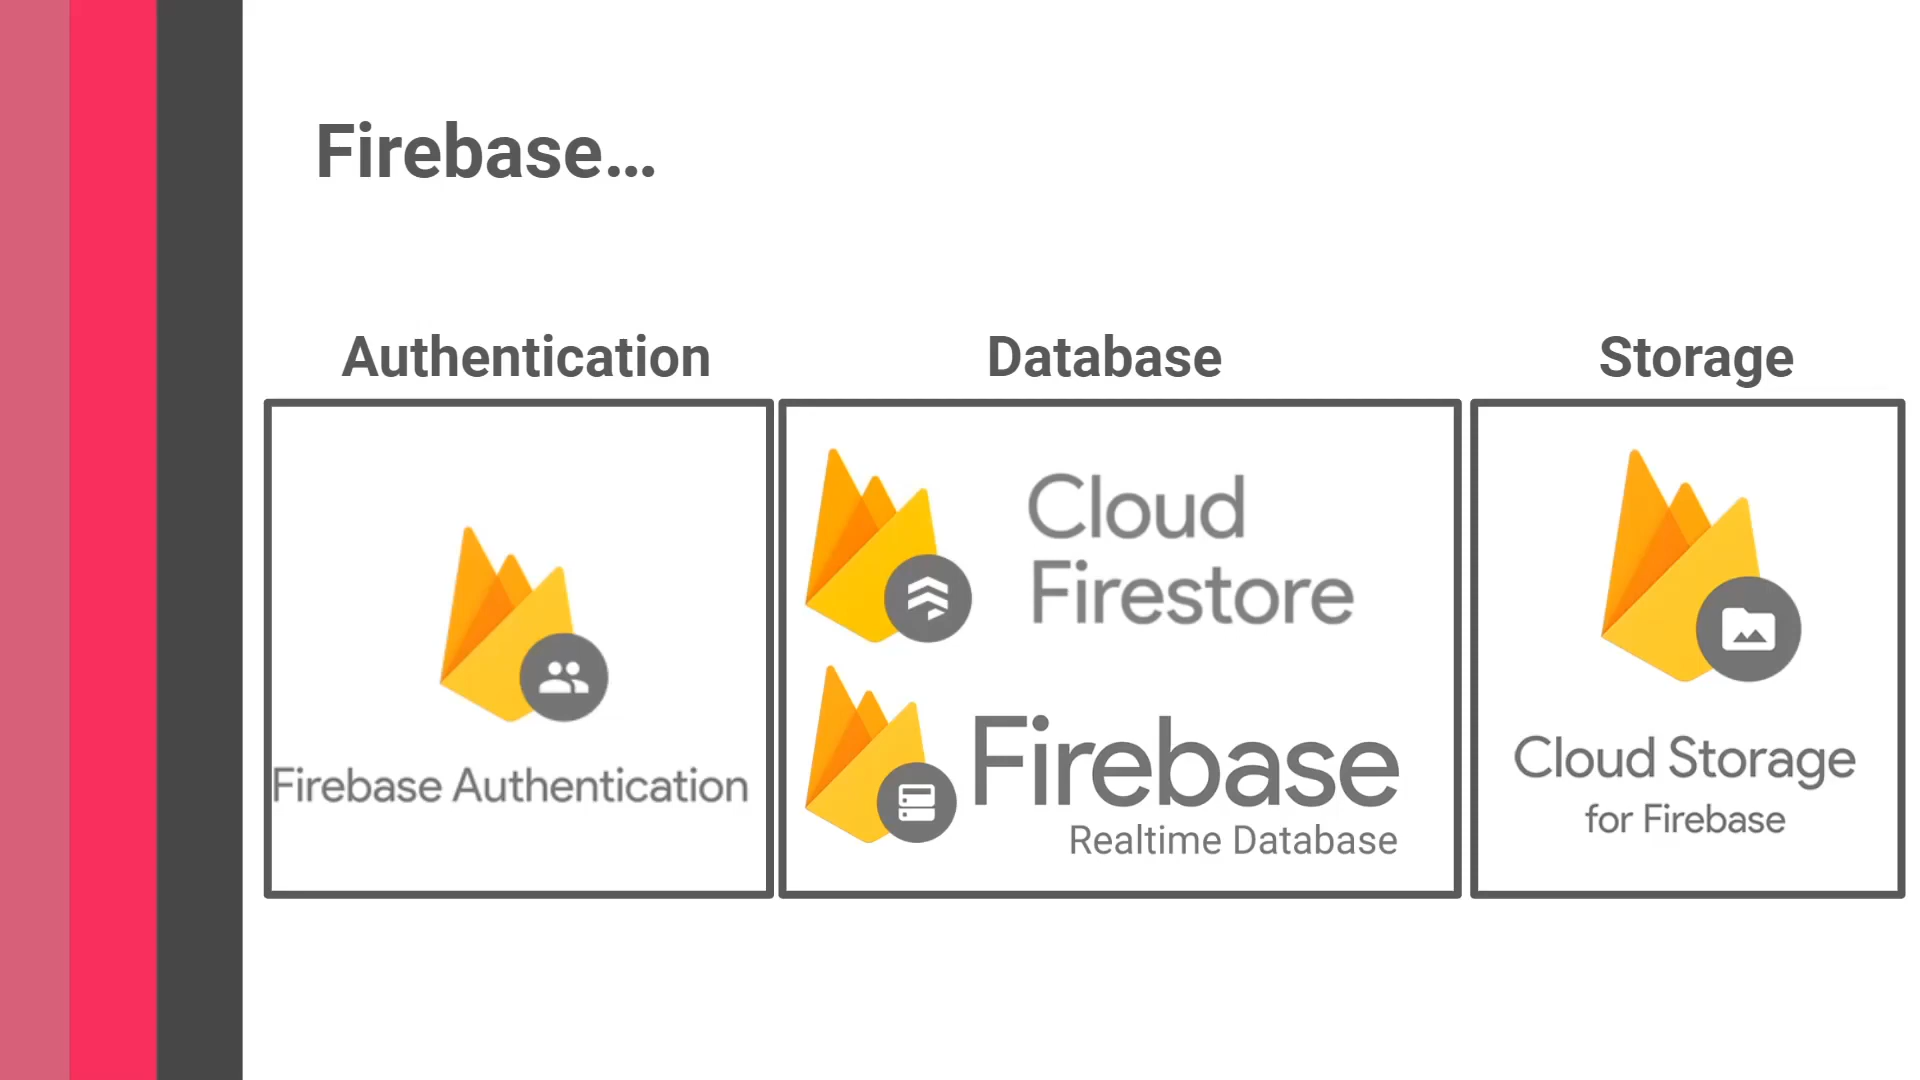 Firebase...
Authentication
Database
Storage
Firebase Authentication
Cloud
Firestore
Firebase
Realtime Database
Cloud Storage
for Firebase